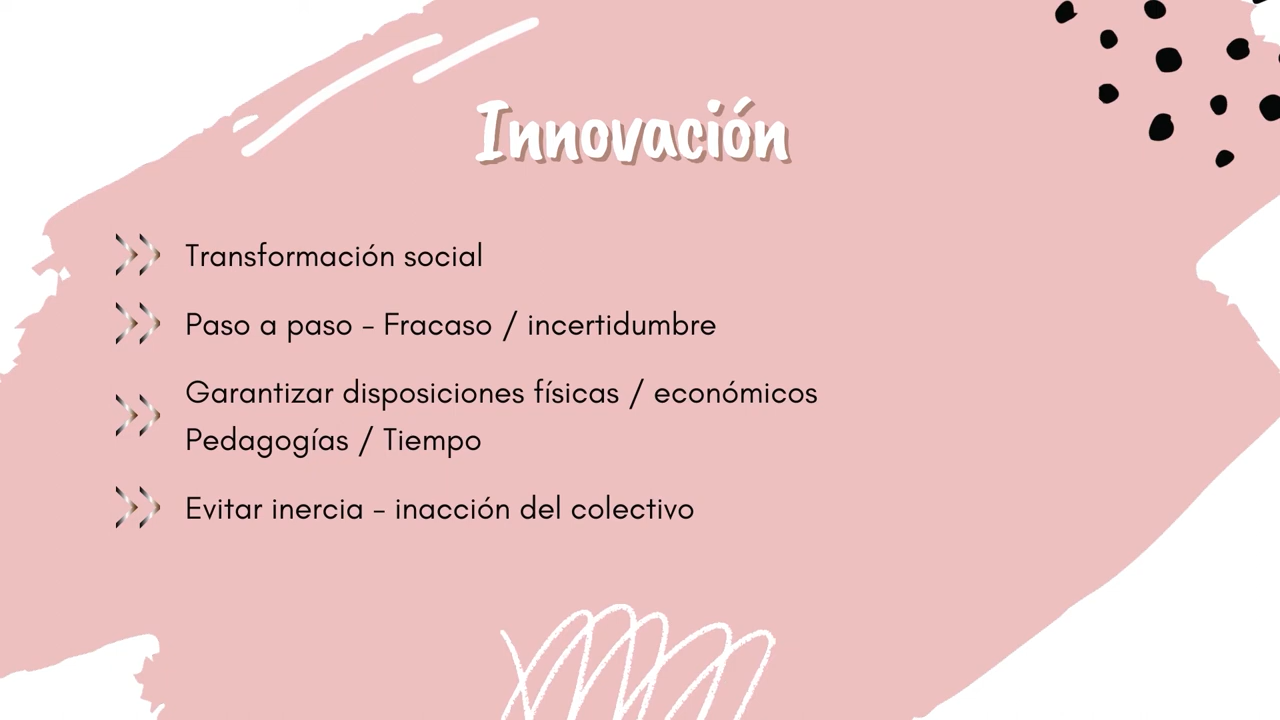 Innovación
Transformación social
Paso a paso - Fracaso / incertidumbre
Garantizar disposiciones físicas / económicos
Pedagogías / Tiempo
Evitar inercia - inacción del colectivo